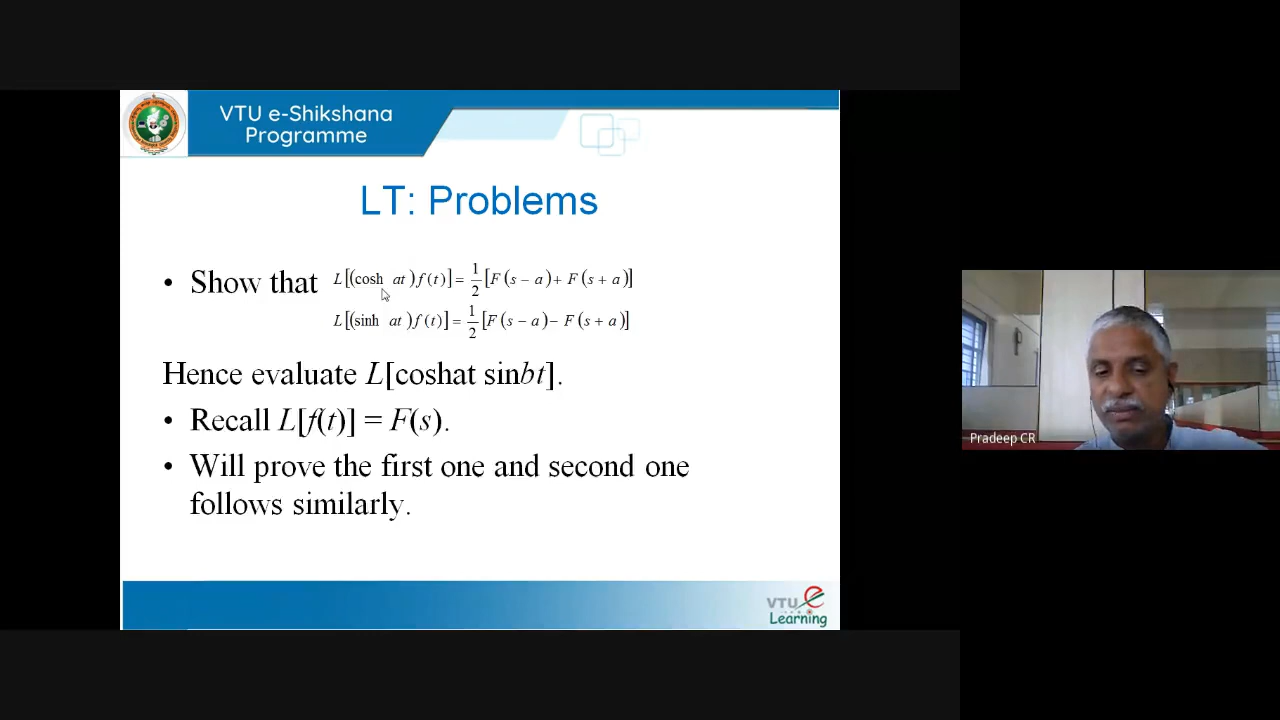 VTU e-Shikshana
Programme
LT: Problems
• Show that L[(cosh at)f(t)] = 1/2 [F(s − a) + F(s + a)]
L[(sinh at)f(t)] = 1/2 [F(s − a) − F(s + a)]
Hence evaluate L[coshat sinbt].
• Recall L[f(t)] = F(s).
• Will prove the first one and second one
follows similarly.
Pradeep CR
VTU e
Learning